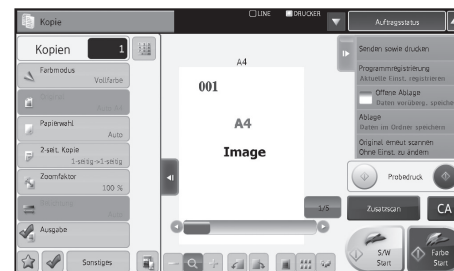 Kopie
LINE
DRUCKER
Auftragsstatus
Kopien 1
Farbmodus
Vollfarbe
Papierwahl
Auto
2-seit. Kopie
1-seitig→1-seitig
Zoomfaktor
100 %
Ausgabe
Sonstiges
A4
001
A4
Image
1/5
Senden sowie drucken
Programmregistrierung
Aktuelle Einst. registrieren
Offene Ablage
Daten vorüberg. speiche
Ablage
Daten im Ordner speichern
Original erneut scannen
Ohne Einst. zu ändern
Probedruck
Zusatzscan
CA
S/W
Start
Farbe
Start